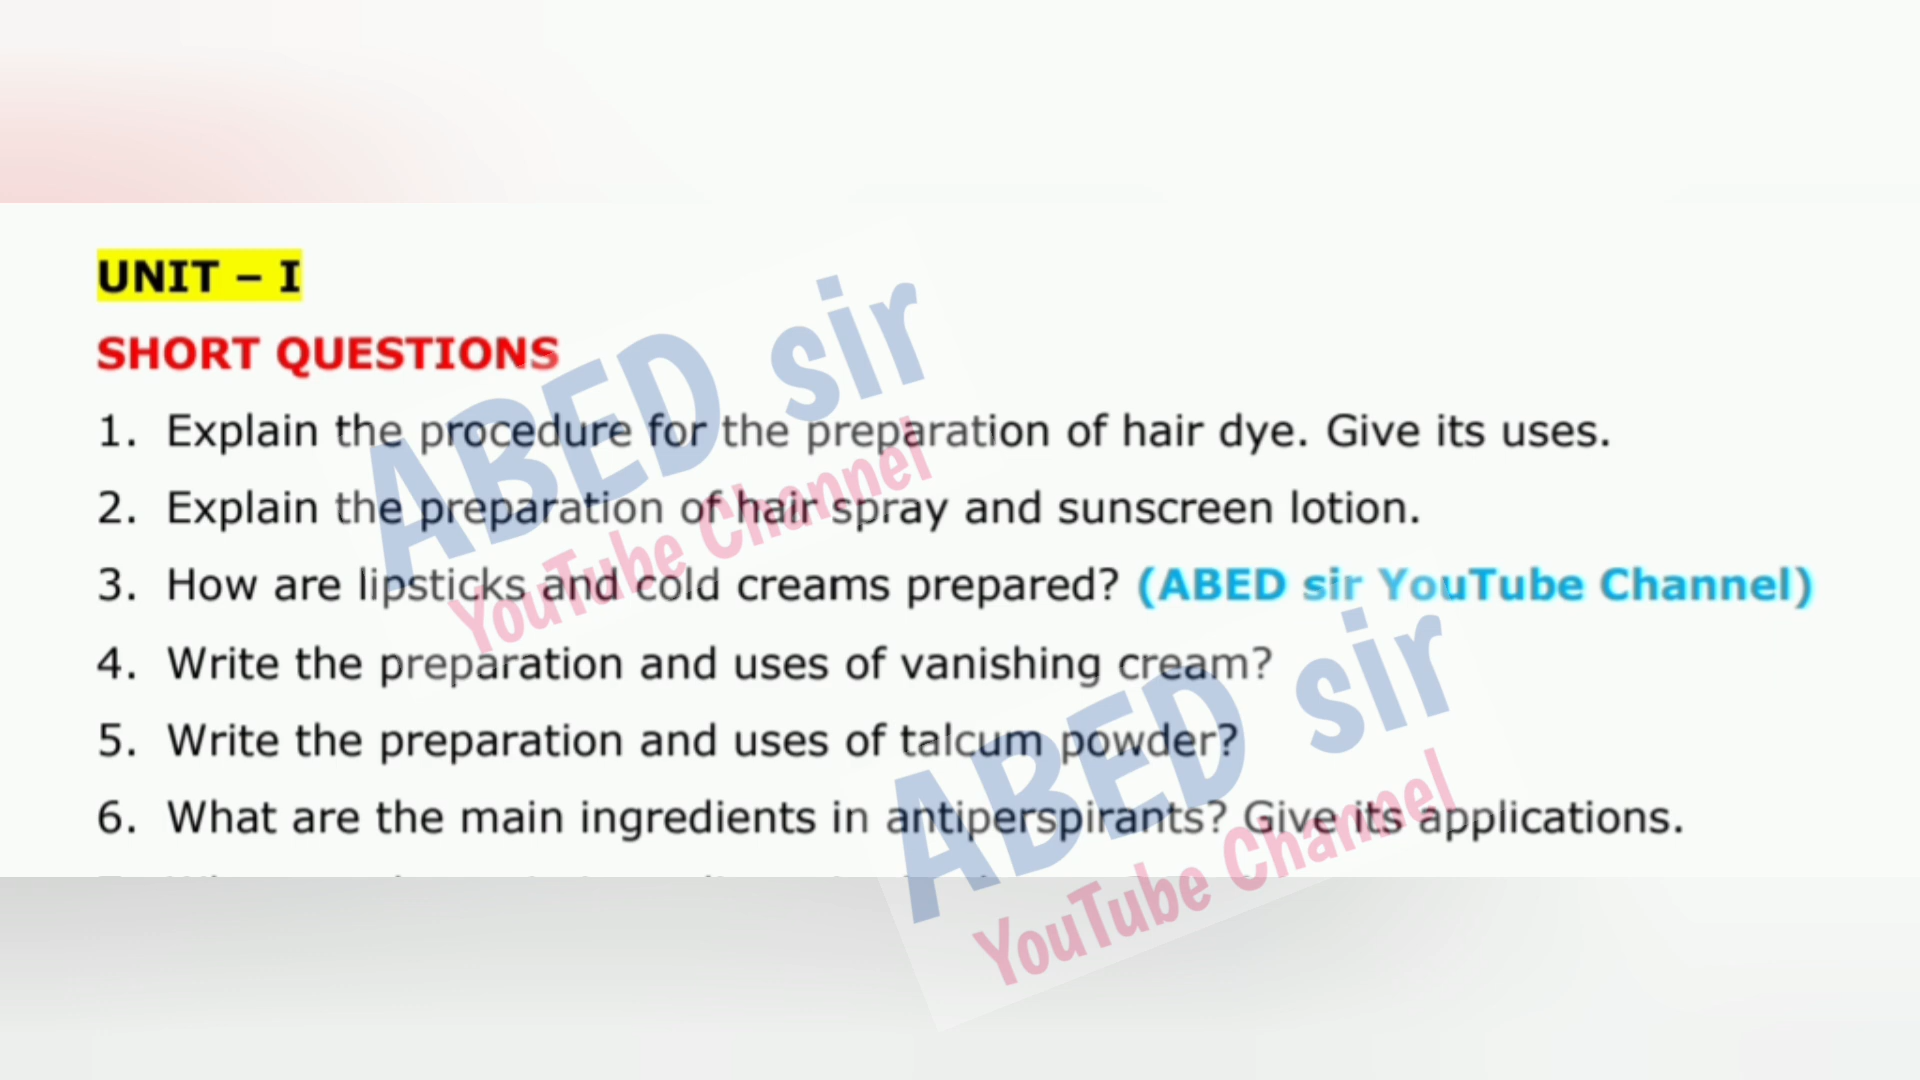 UNIT – I
SHORT QUESTIONS
1. Explain the procedure for the preparation of hair dye. Give its uses.
2. Explain the preparation of hair spray and sunscreen lotion.
3. How are lipsticks and cold creams prepared? (ABED sir YouTube Channel)
4. Write the preparation and uses of vanishing cream?
5. Write the preparation and uses of talcum powder?
6. What are the main ingredients in antiperspirants? Give its applications.
ABED sir
YouTube Channel
ABED sir
YouTube Channel